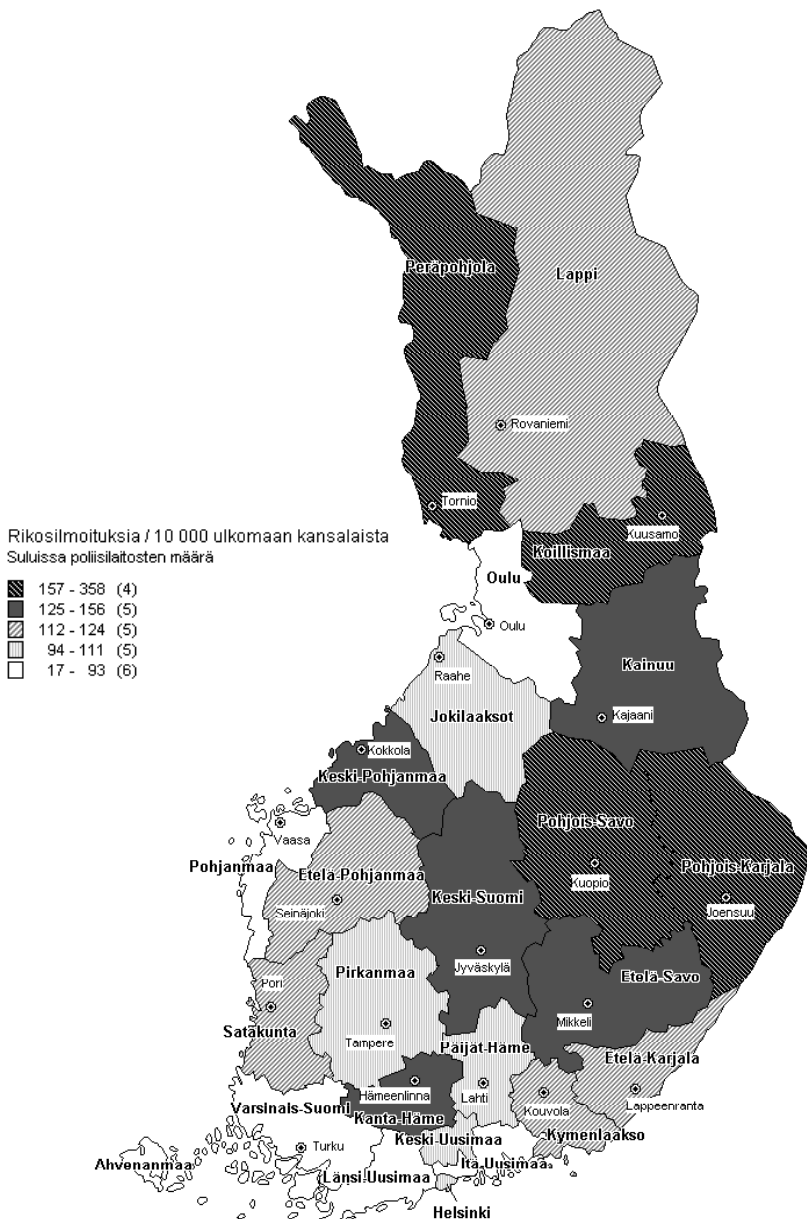 Peräpohjola
Lappi
Rovaniemi
Tornio
Kuusamo
Koillismaa
Rikosilmoituksia / 10 000 ulkomaan kansalaista
Suluissa poliisilaitosten määrä
157 - 358 (4)
125 - 156 (5)
112 - 124 (5)
94 - 111 (5)
17 - 93 (6)
Oulu
Oulu
Kainuu
Raahe
Jokilaaksot
Kajaani
Kokkola
Keski-Pohjanmaa
Pohjois-Savo
Vaasa
Pohjanmaa
Etelä-Pohjanmaa
Kuopio
Pohjois-Karjala
Seinäjoki
Keski-Suomi
Joensuu
Jyväskylä
Pirkanmaa
Etelä-Savo
Pori
Satakunta
Mikkeli
Tampere
Päijät-Häme
Etelä-Karjala
Hämeenlinna
Lahti
Kouvola
Lappeenranta
Varsinais-Suomi
Kanta-Häme
Kymenlaakso
Turku
Keski-Uusimaa
Ahvenanmaa
Länsi-Uusimaa
Itä-Uusimaa
Helsinki